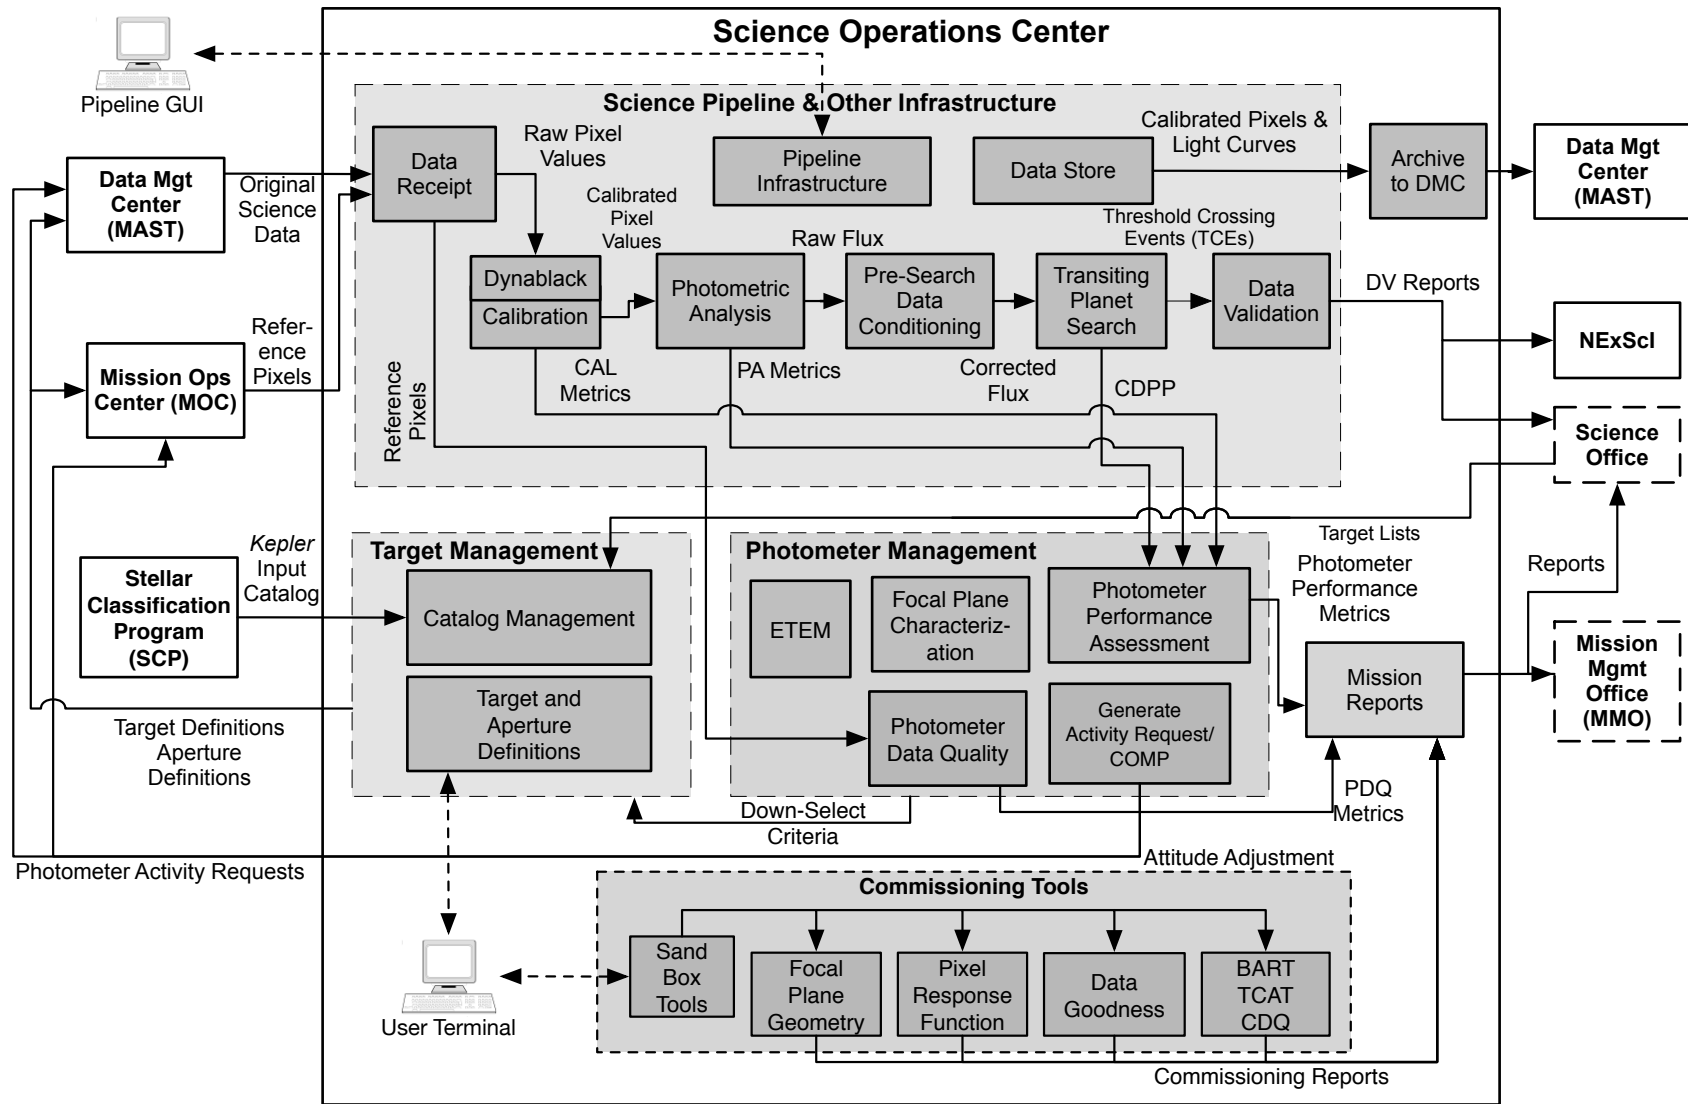 Science Operations Center
Pipeline GUI
Science Pipeline & Other Infrastructure
Data Mgt
Center
(MAST)
Original
Science
Data
Data
Receipt
Raw Pixel
Values
Pipeline
Infrastructure
Data Store
Calibrated Pixels &
Light Curves
Archive
to DMC
Data Mgt
Center
(MAST)
Calibrated
Pixel
Values
Raw Flux
Threshold Crossing
Events (TCEs)
Dynablack
Calibration
Photometric
Analysis
Pre-Search
Data
Conditioning
Transiting
Planet
Search
Data
Validation
DV Reports
NExScI
Mission Ops
Center (MOC)
Refer-
ence
Pixels
Reference
Pixels
CAL
Metrics
PA Metrics
Corrected
Flux
CDPP
Science
Office
Target Lists
Stellar
Classification
Program
(SCP)
Kepler
Input
Catalog
Target Management
Catalog Management
Target and
Aperture
Definitions
Target Definitions
Aperture
Definitions
Photometer Management
ETEM
Focal Plane
Characteriz-
ation
Photometer
Performance
Assessment
Photometer
Data Quality
Generate
Activity Request/
COMP
Photometer
Performance
Metrics
Reports
Mission
Reports
Mission
Mgmt
Office
(MMO)
Down-Select
Criteria
PDQ
Metrics
Photometer Activity Requests
Attitude Adjustment
Commissioning Tools
Sand
Box
Tools
Focal
Plane
Geometry
Pixel
Response
Function
Data
Goodness
BART
TCAT
CDQ
User Terminal
Commissioning Reports